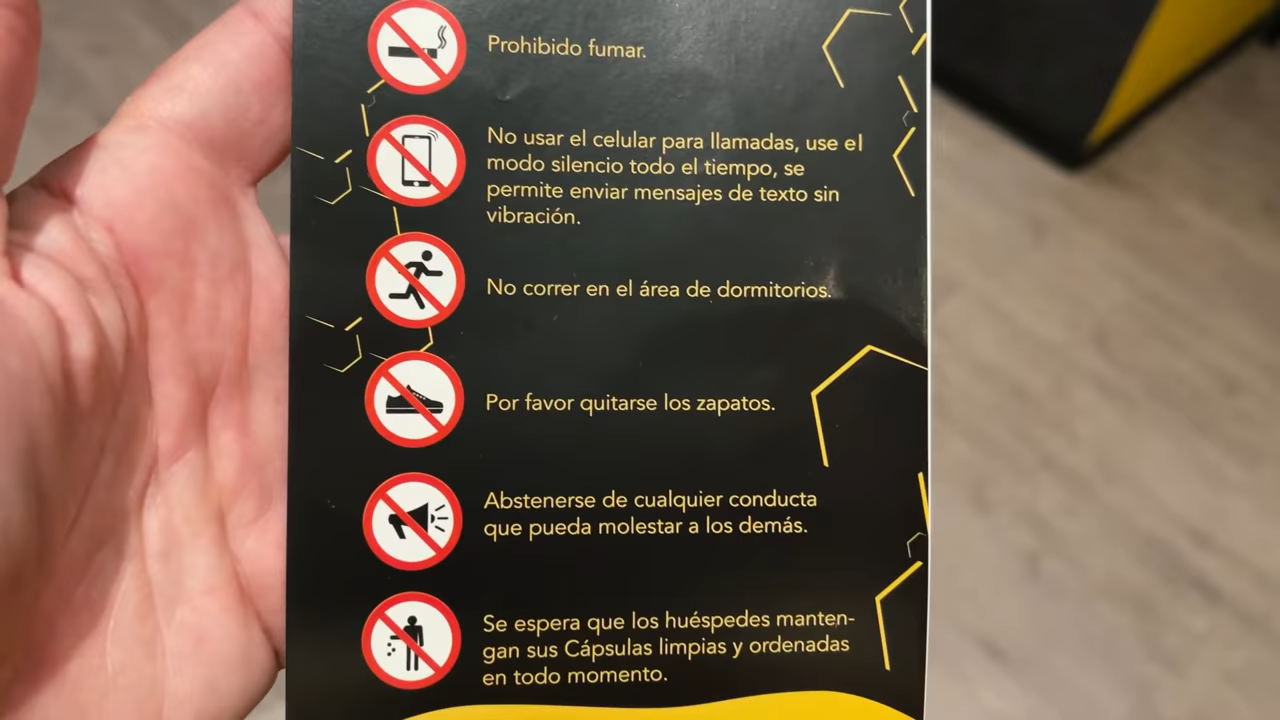 Prohibido fumar.
No usar el celular para llamadas, use el
modo silencio todo el tiempo, se
permite enviar mensajes de texto sin
vibración.
No correr en el área de dormitorios.
Por favor quitarse los zapatos.
Abstenerse de cualquier conducta
que pueda molestar a los demás.
Se espera que los huéspedes manten-
gan sus Cápsulas limpias y ordenadas
en todo momento.